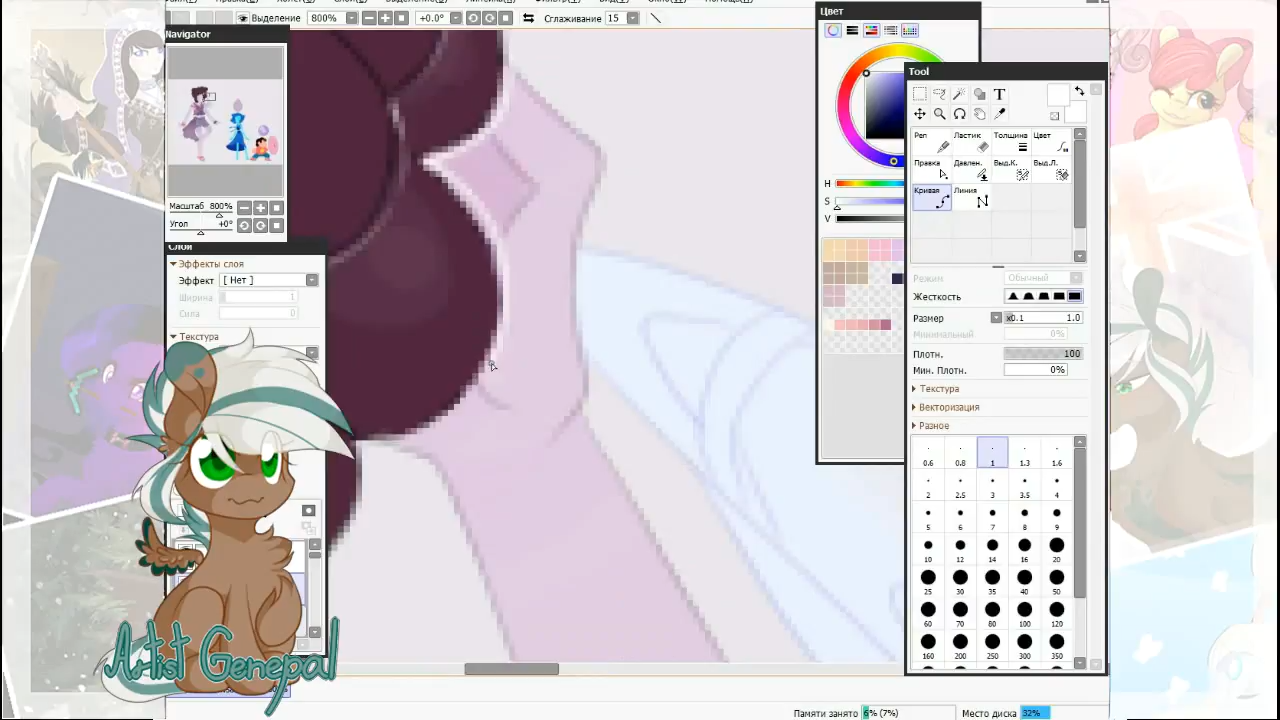 Выделение 800% +0.0° Сглаживание 15
Navigator
Масштаб 800%
Угол +0°
Слои
Эффекты слоя
Эффект [ Нет ]
Ширина 1
Сила 0
Текстура
Artist Genepal
Цвет
H
S
V
Tool
T
Pen Ластик Толщина Цвет
Правка Давлен. Выд.К. Выд.Л.
Кривая Линия
Режим Обычный
Жесткость
Размер x0.1 1.0
Минимальный 0%
Плотн. 100
Мин. Плотн. 0%
Текстура
Векторизация
Разное
0.6 0.8 1 1.3 1.6
2 2.5 3 3.5 4
5 6 7 8 9
10 12 14 16 20
25 30 35 40 50
60 70 80 100 120
160 200 250 300 350
Памяти занято 6% (7%) Место диска 32%